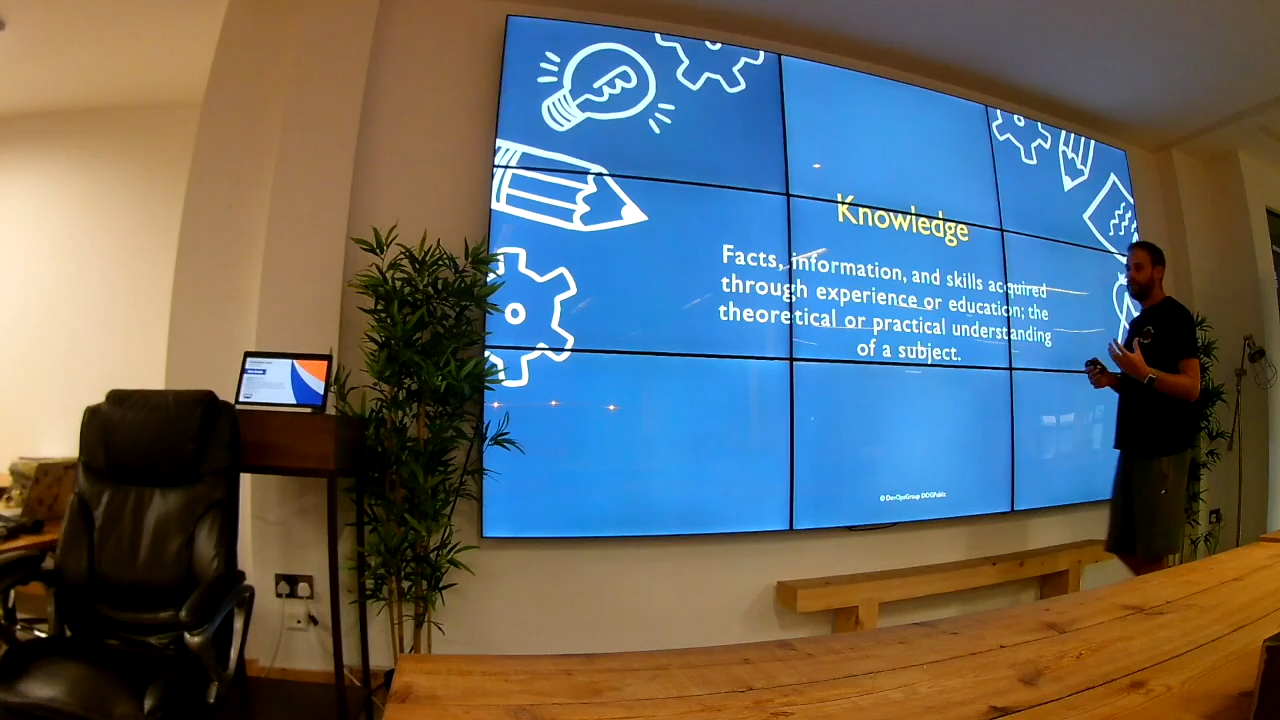 Knowledge
Facts, information, and skills acquired
through experience or education; the
theoretical or practical understanding
of a subject.
© DevOpsGroup DOGPublic